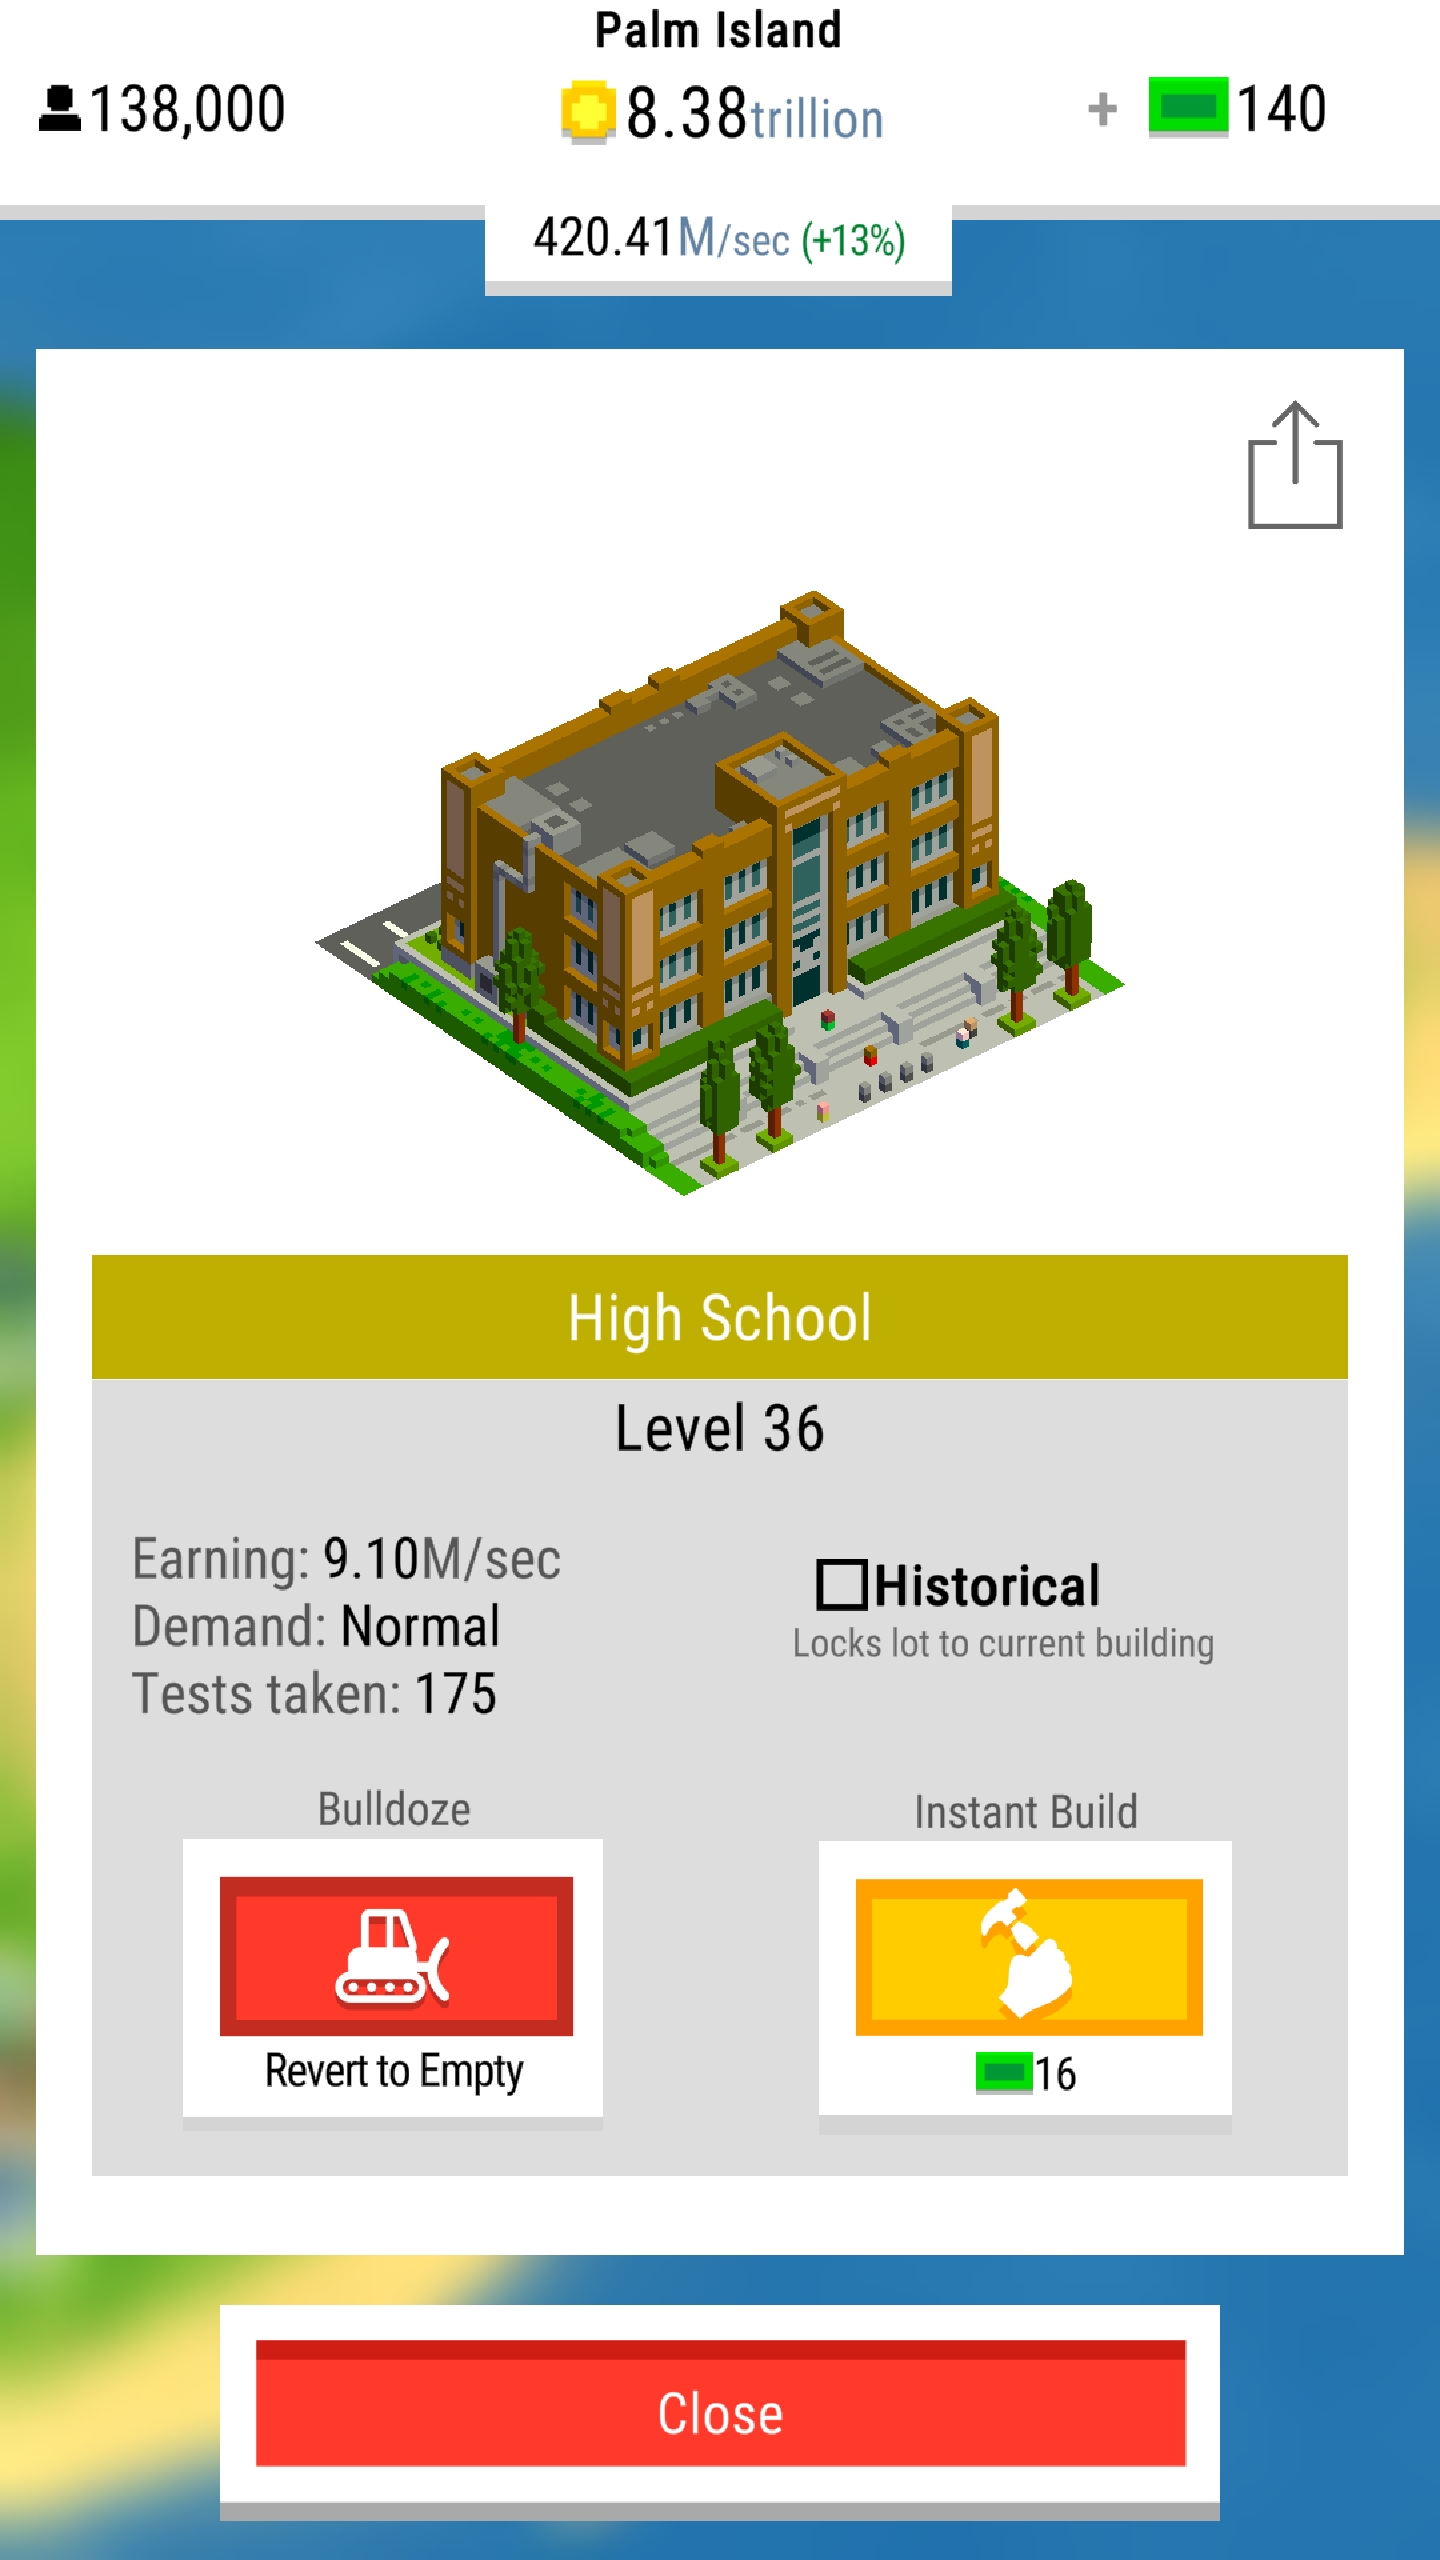 Palm Island
138,000
8.38trillion
+ 140
420.41M/sec (+13%)
High School
Level 36
Earning: 9.10M/sec
Demand: Normal
Tests taken: 175
Historical
Locks lot to current building
Bulldoze
Revert to Empty
Instant Build
16
Close